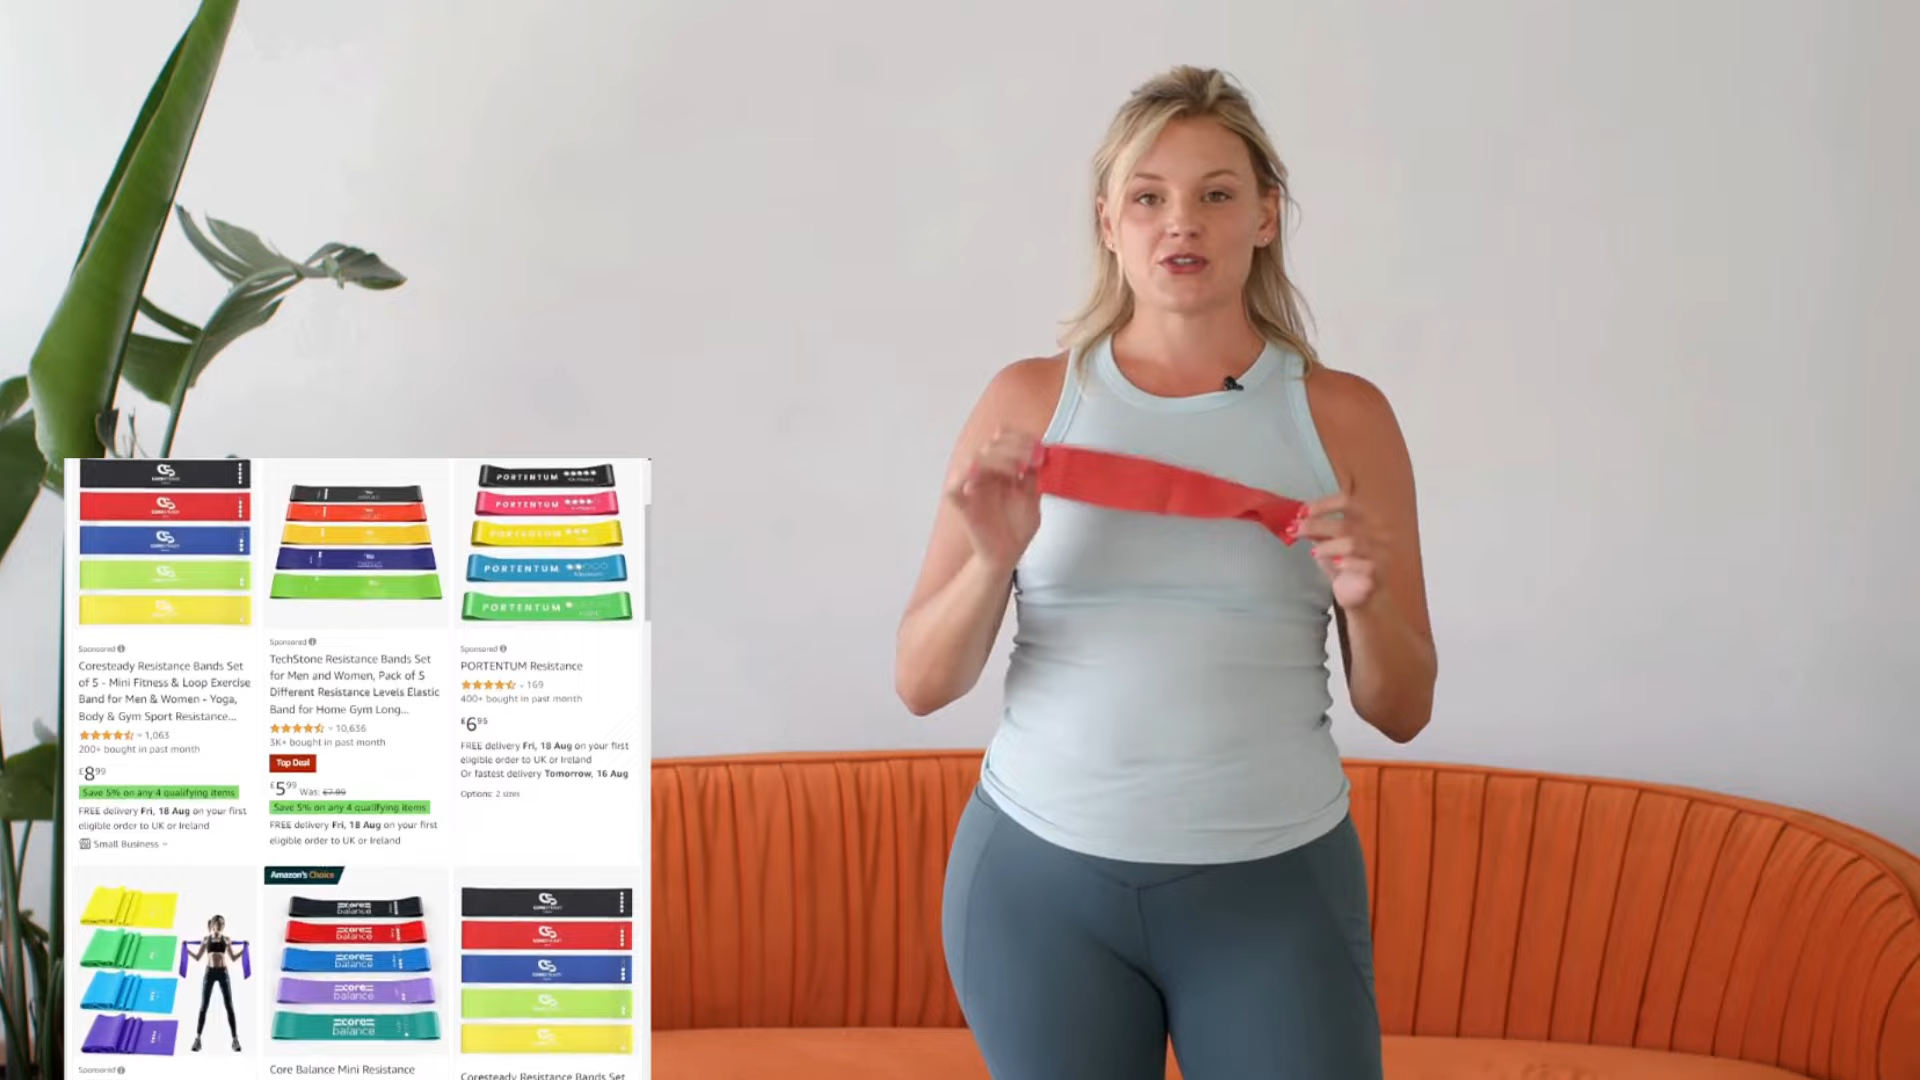 PORTENTUM
PORTENTUM
PORTENTUM
PORTENTUM
PORTENTUM
Sponsored
Coresteady Resistance Bands Set
of 5 - Mini Fitness & Loop Exercise
Band for Men & Women - Yoga,
Body & Gym Sport Resistance...
1,063
200+ bought in past month
£8.99
Save 5% on any 4 qualifying items
FREE delivery Fri, 18 Aug on your first
eligible order to UK or Ireland
Small Business
Sponsored
TechStone Resistance Bands Set
for Men and Women, Pack of 5
Different Resistance Levels Elastic
Band for Home Gym Long...
10,636
3K+ bought in past month
Top Deal
£5.99 Was: £7.99
Save 5% on any 4 qualifying items
FREE delivery Fri, 18 Aug on your first
eligible order to UK or Ireland
Sponsored
PORTENTUM Resistance
169
400+ bought in past month
£6.95
FREE delivery Fri, 18 Aug on your first
eligible order to UK or Ireland
Or fastest delivery Tomorrow, 16 Aug
Options: 2 sizes
Sponsored
Amazon's Choice
core
balance
core
balance
core
balance
core
balance
core
balance
Core Balance Mini Resistance
Coresteady Resistance Bands Set